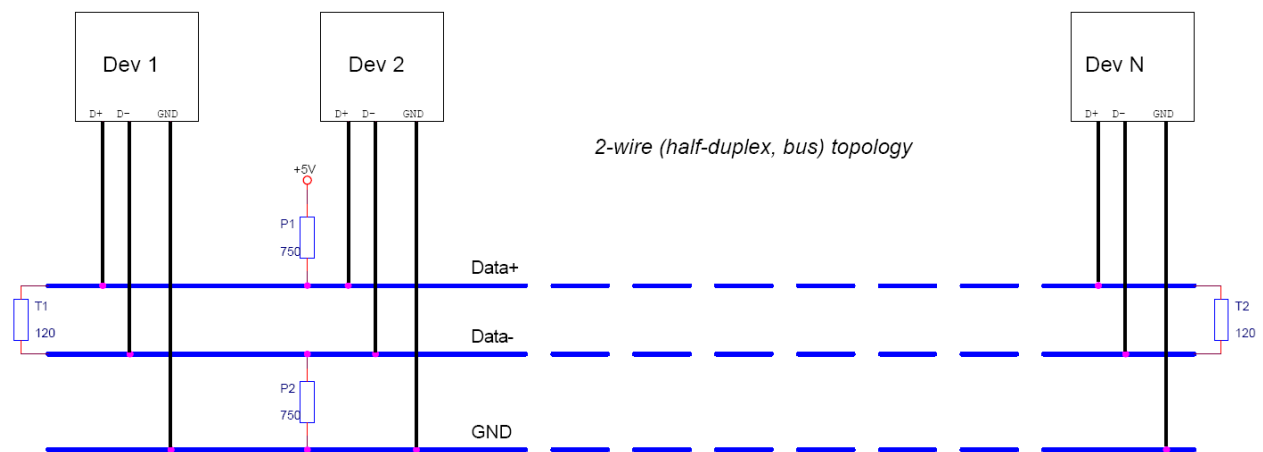 Dev 1
Dev 2
Dev N
D+ D- GND
D+ D- GND
D+ D- GND
2-wire (half-duplex, bus) topology
+5V
P1
750
Data+
T1
120
T2
120
Data-
P2
750
GND